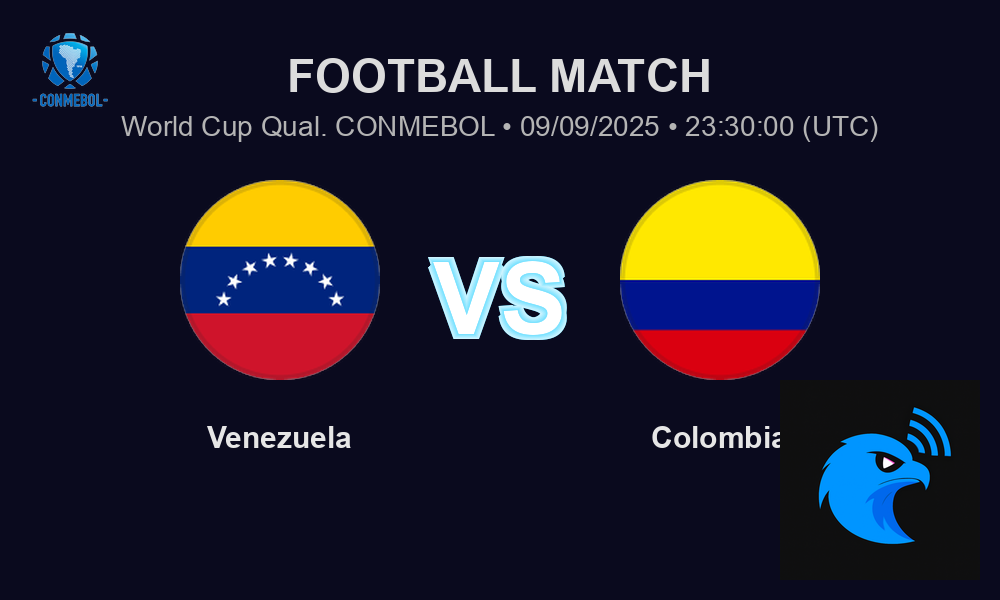 FOOTBALL MATCH
-CONMEBOL-
World Cup Qual. CONMEBOL • 09/09/2025 • 23:30:00 (UTC)
VS
Venezuela
Colombia